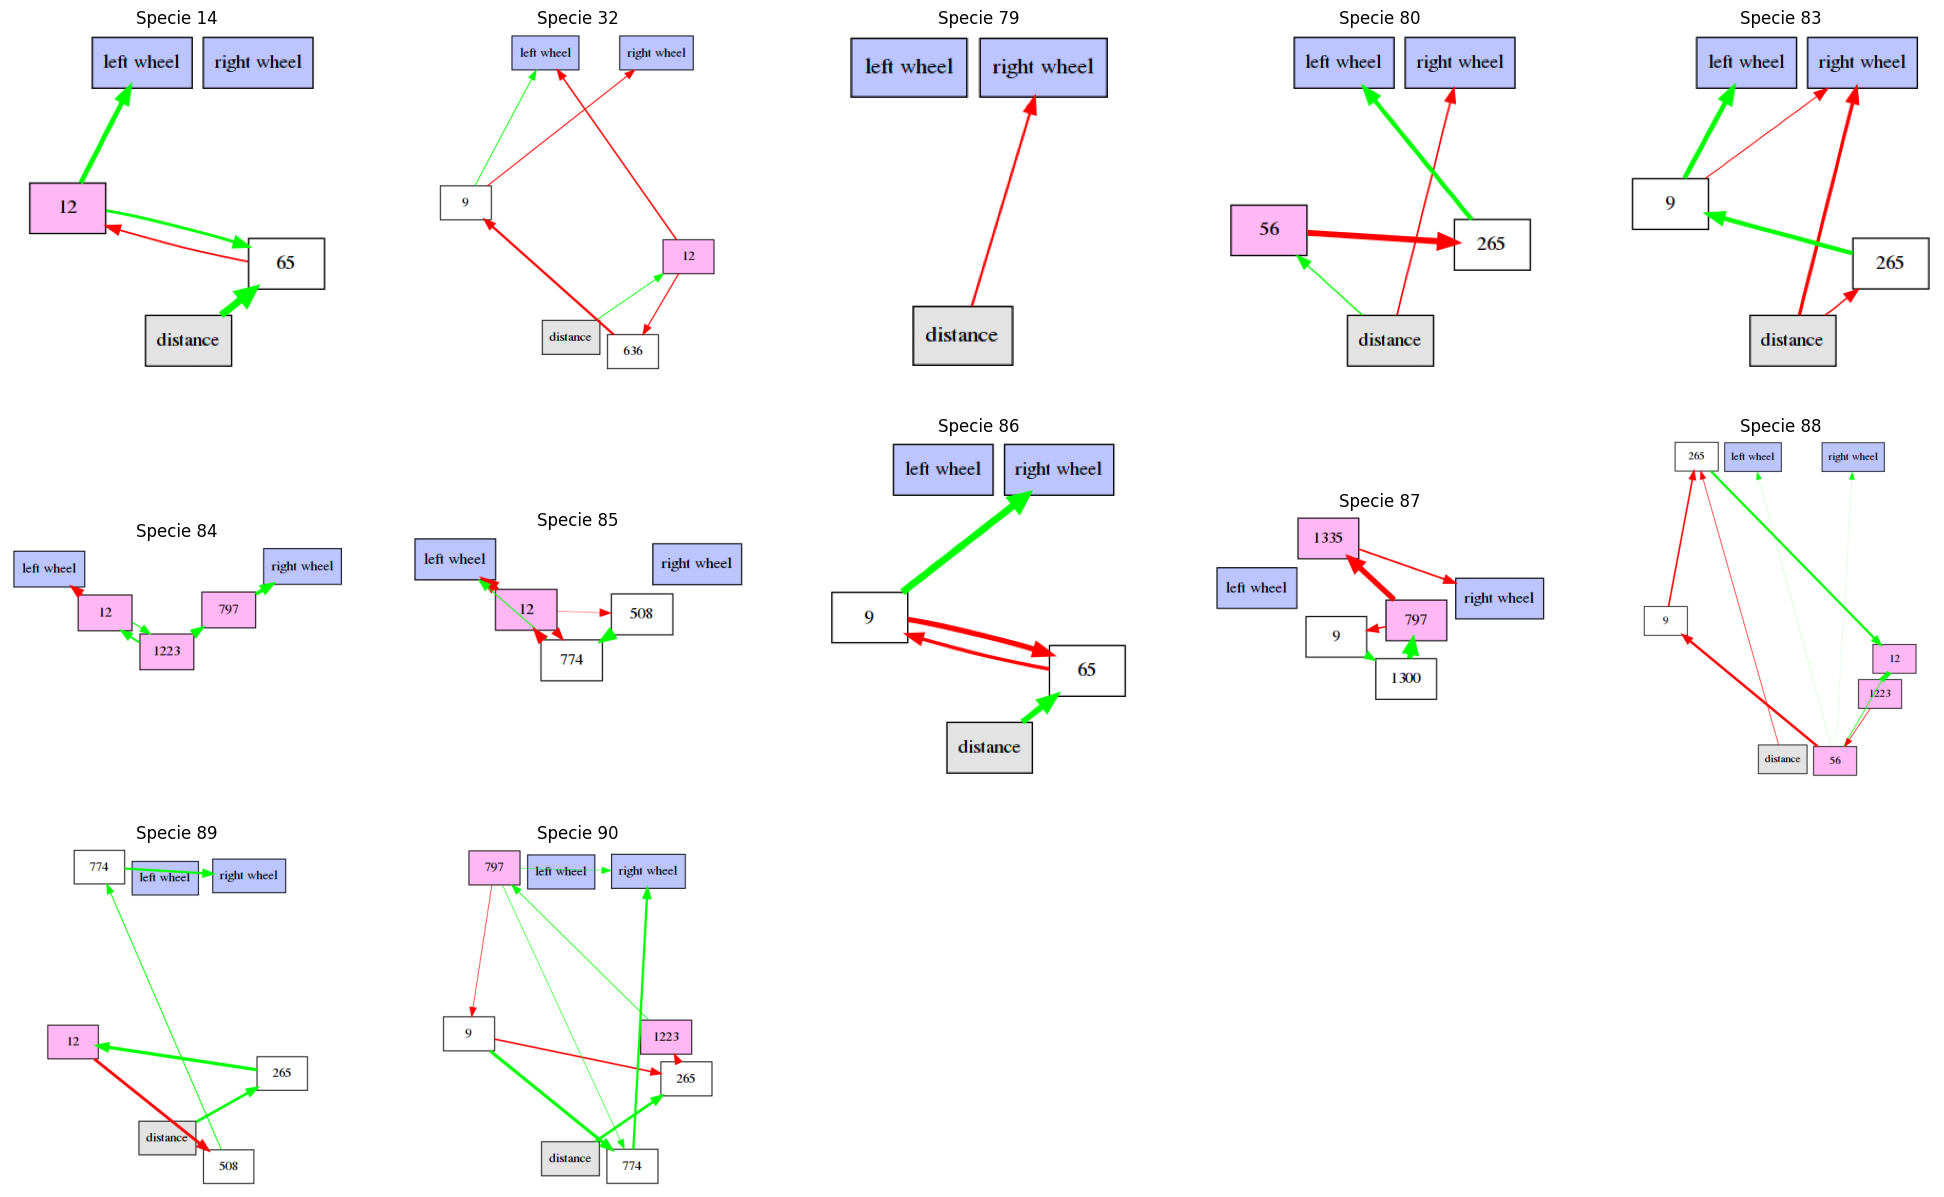 Specie 14
left wheel
right wheel
12
65
distance
Specie 32
left wheel
right wheel
9
12
distance
636
Specie 79
left wheel
right wheel
distance
Specie 80
left wheel
right wheel
56
265
distance
Specie 83
left wheel
right wheel
9
265
distance
Specie 84
left wheel
right wheel
12
797
1223
Specie 85
left wheel
right wheel
12
508
774
Specie 86
left wheel
right wheel
9
65
distance
Specie 87
1335
left wheel
right wheel
797
9
1300
Specie 88
265
left wheel
right wheel
9
12
1223
distance
56
Specie 89
774
left wheel
right wheel
12
265
distance
508
Specie 90
797
left wheel
right wheel
9
1223
265
distance
774